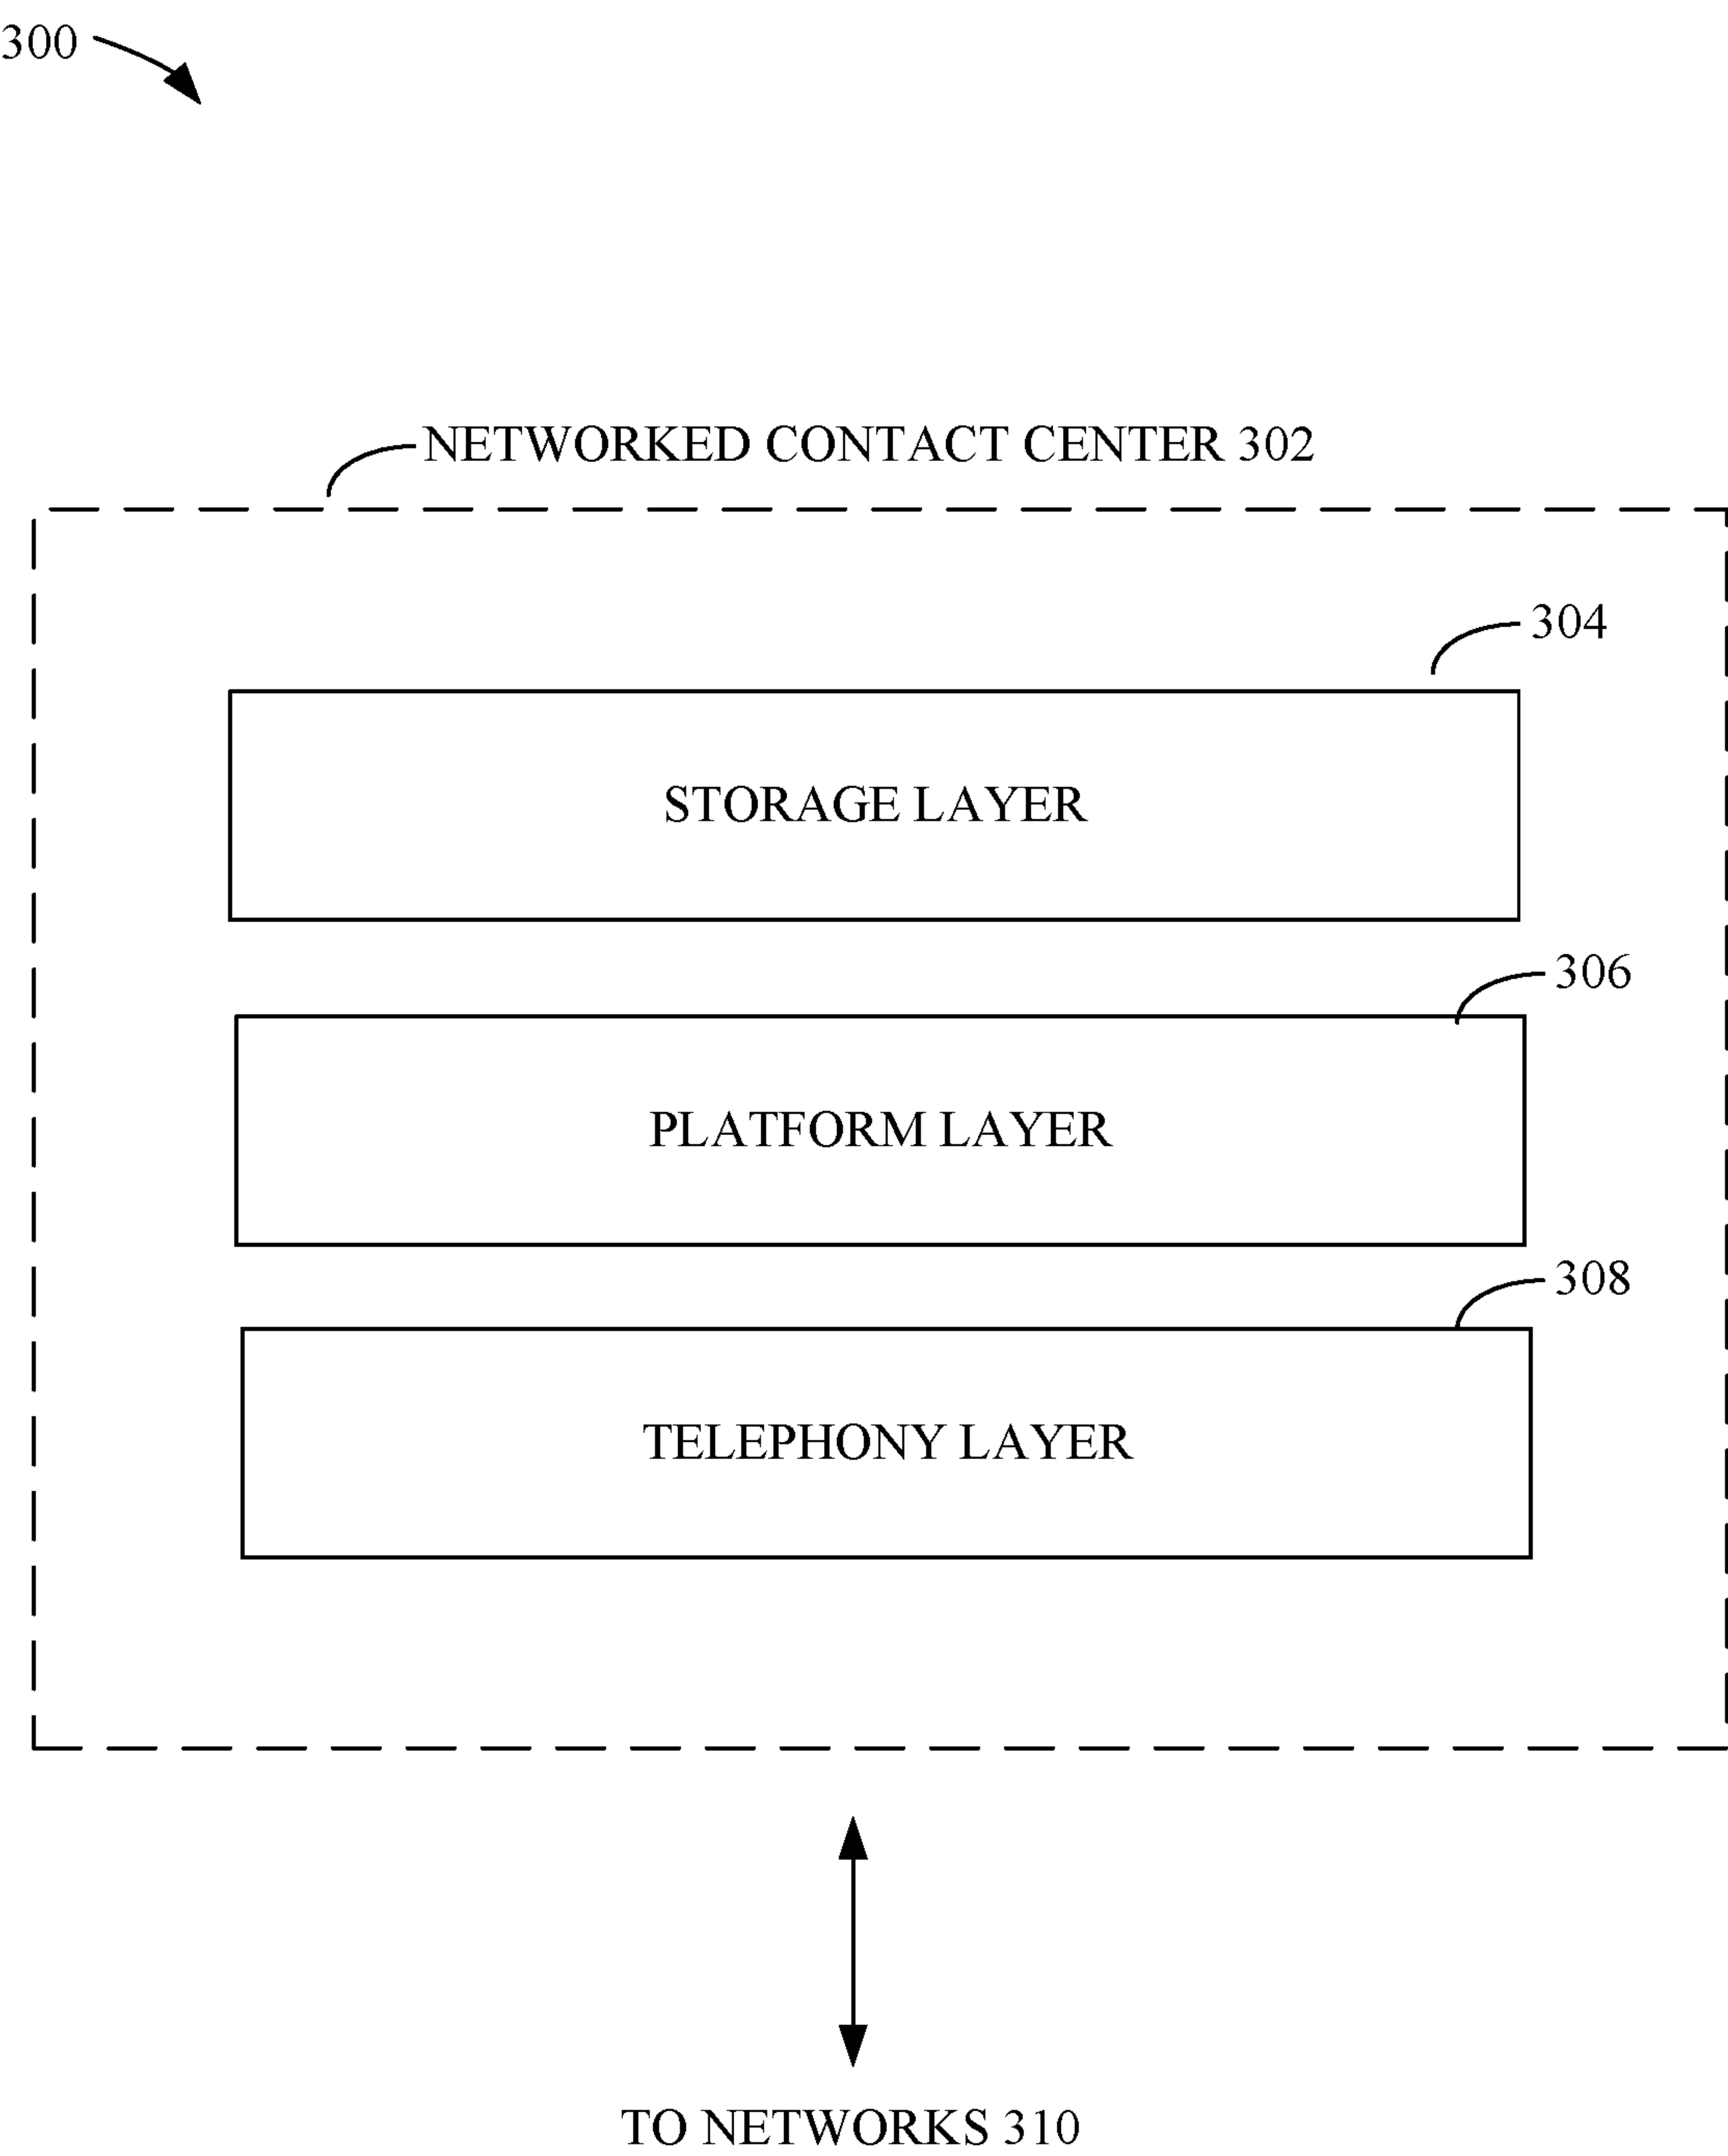 300
NETWORKED CONTACT CENTER 302
304
STORAGE LAYER
306
PLATFORM LAYER
308
TELEPHONY LAYER
TO NETWORKS 310